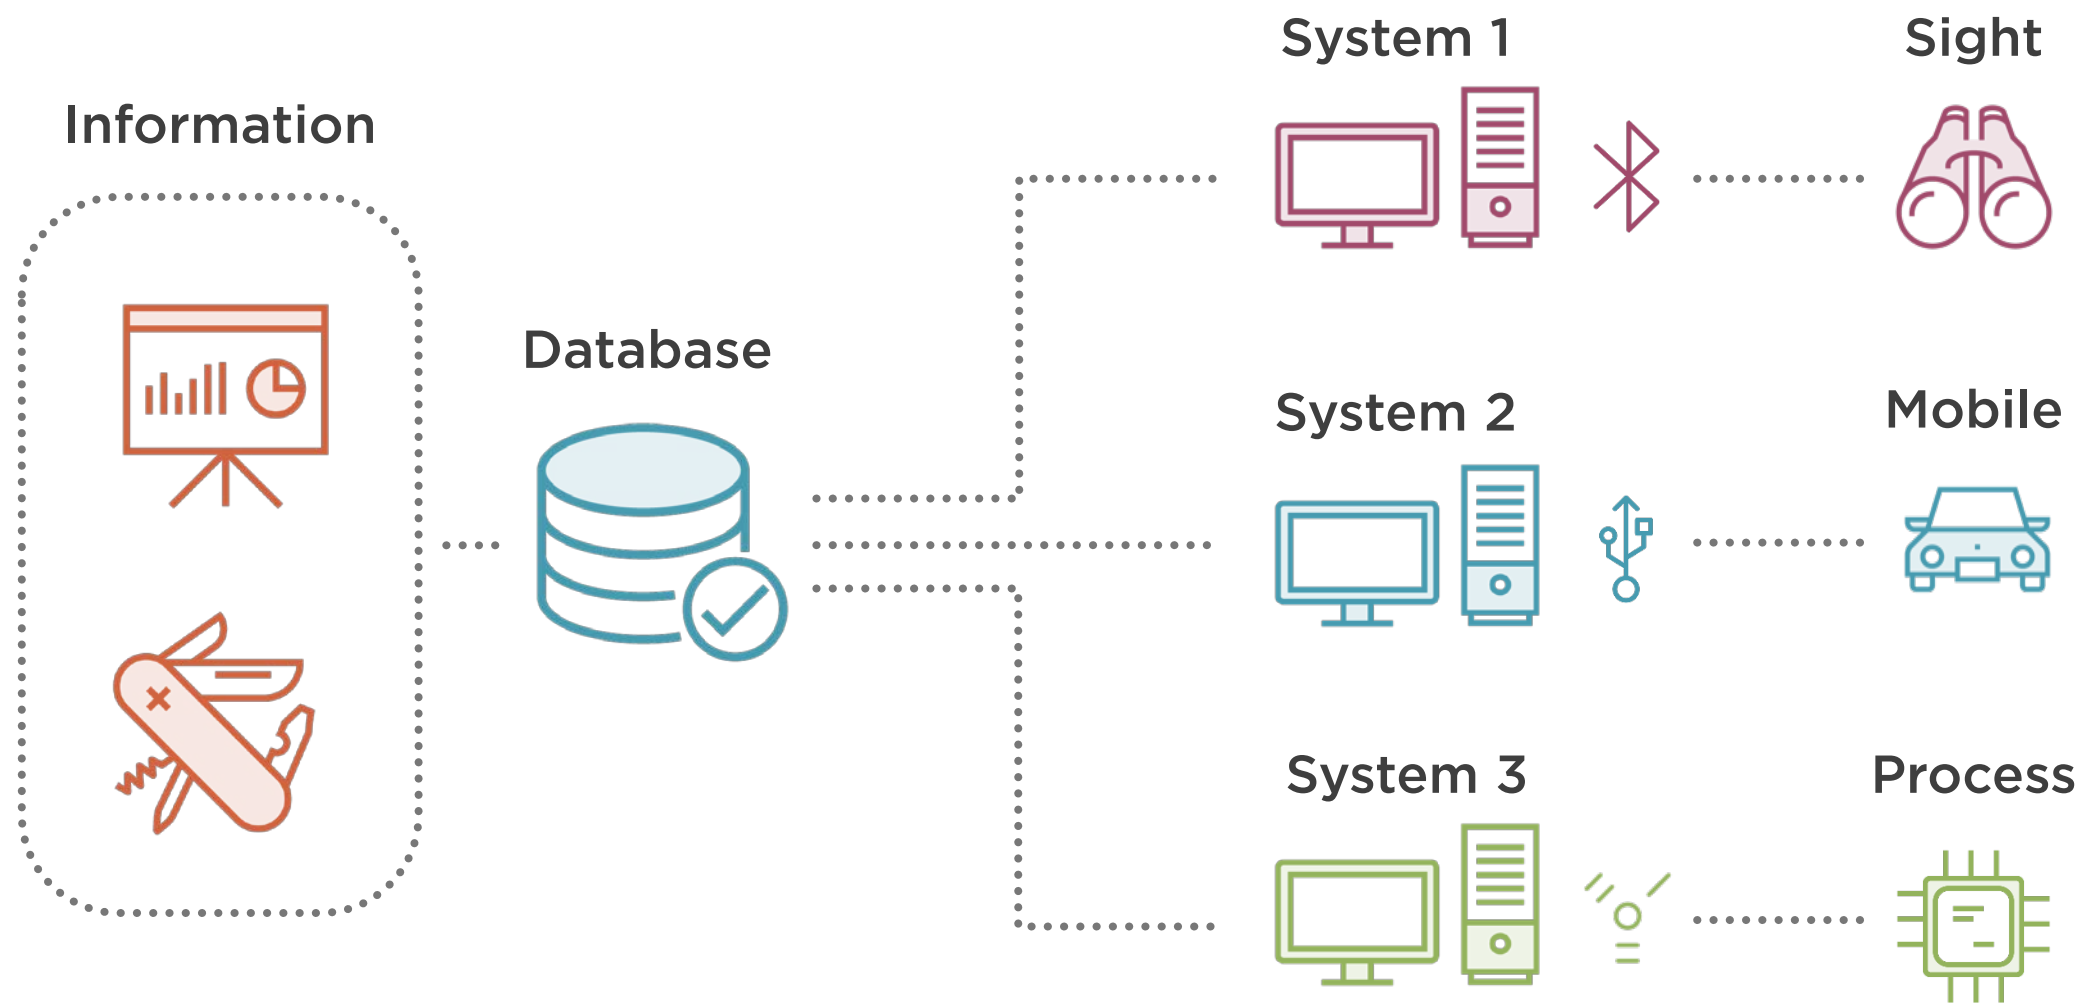 Information
Database
System 1
Sight
System 2
Mobile
System 3
Process